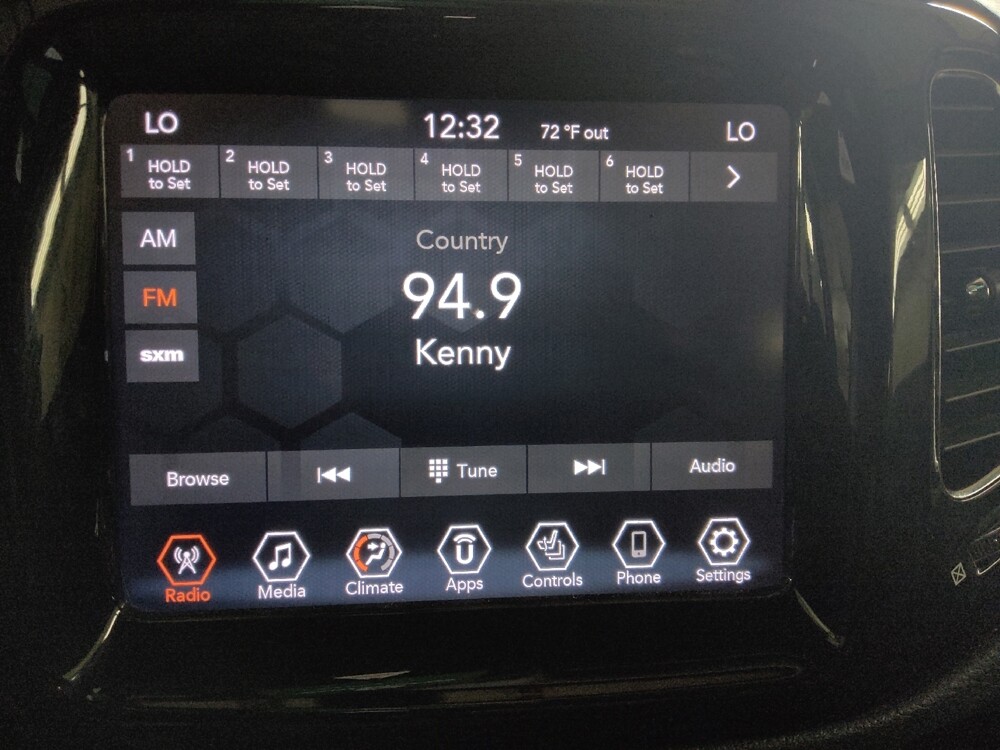 LO 12:32 72 °F out LO
1 HOLD to Set
2 HOLD to Set
3 HOLD to Set
4 HOLD to Set
5 HOLD to Set
6 HOLD to Set
AM
FM
sxm
Country
94.9
Kenny
Browse Tune Audio
Radio Media Climate Apps Controls Phone Settings